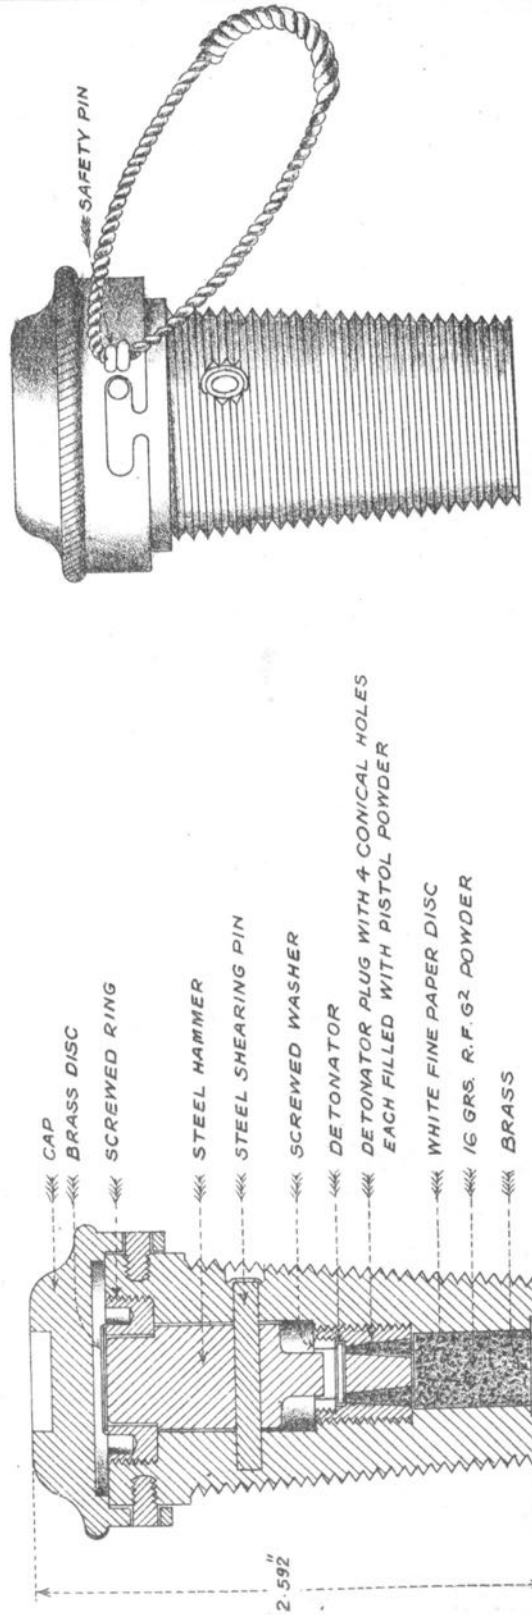 SAFETY PIN
CAP
BRASS DISC
SCREWED RING
STEEL HAMMER
STEEL SHEARING PIN
SCREWED WASHER
DETONATOR
DETONATOR PLUG WITH 4 CONICAL HOLES
EACH FILLED WITH PISTOL POWDER
WHITE FINE PAPER DISC
16 GRS. R.F.G² POWDER
BRASS
2.592"